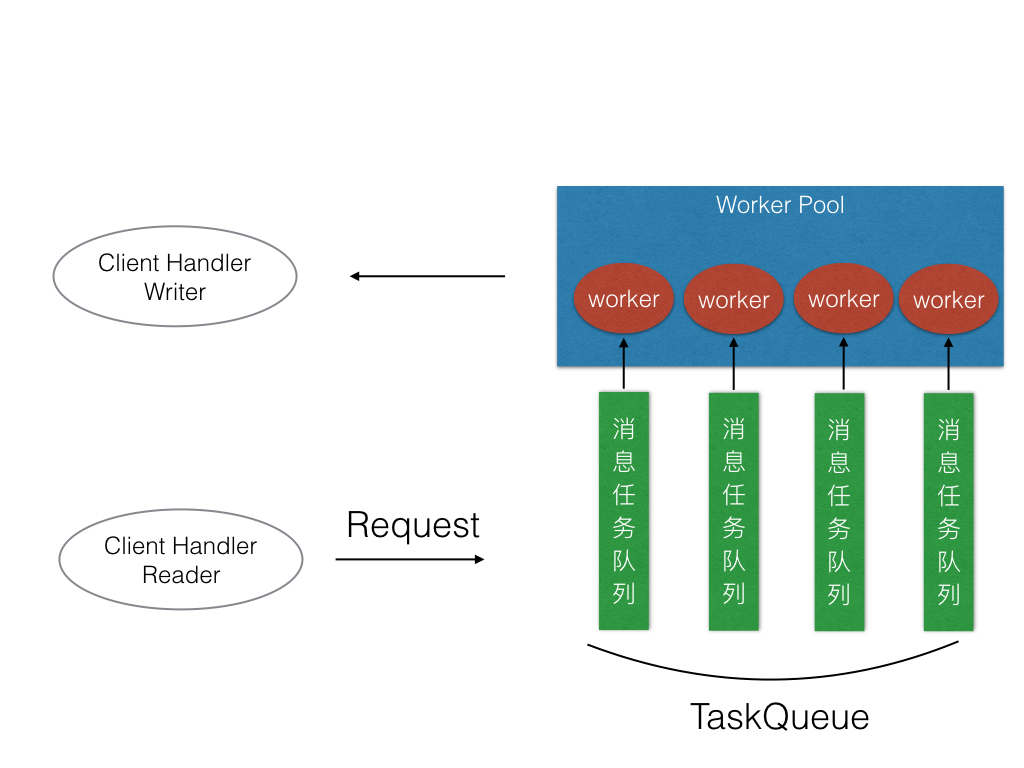 Worker Pool
Client Handler
Writer
worker
worker
worker
worker
消息任务队列
消息任务队列
消息任务队列
消息任务队列
Request
Client Handler
Reader
TaskQueue